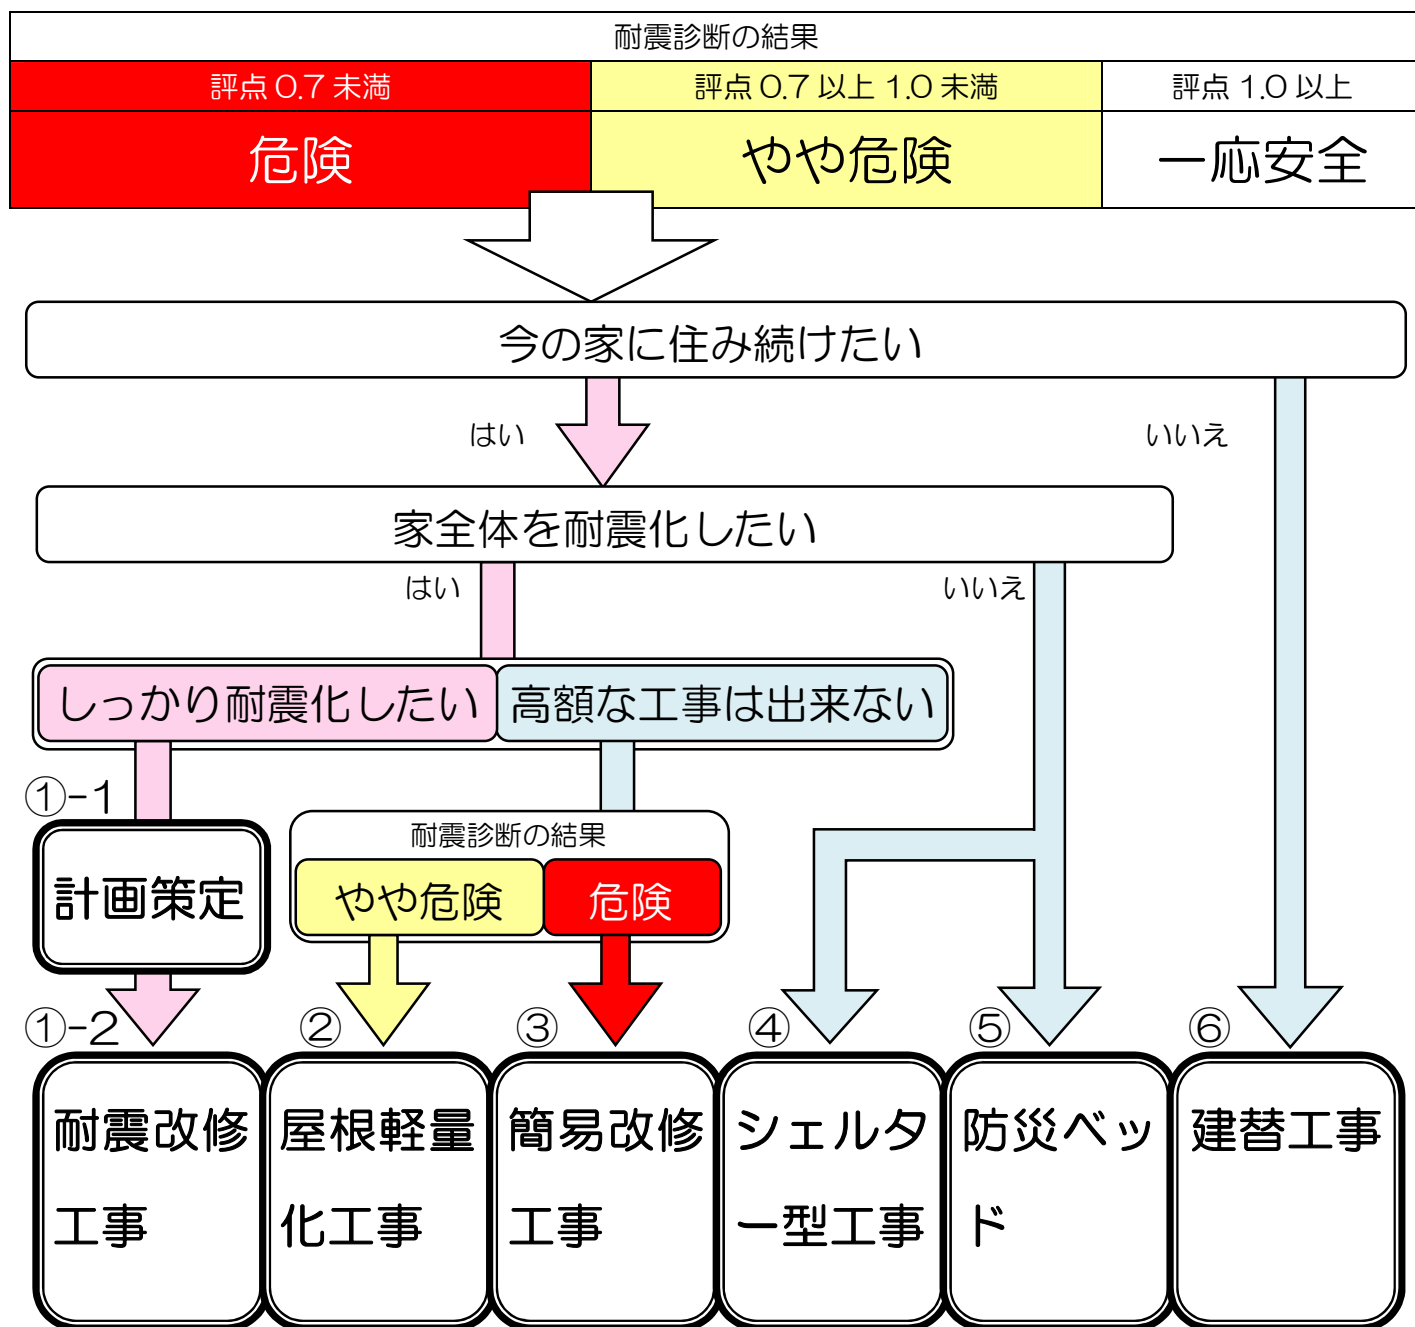 耐震診断の結果
評点 0.7 未満
評点 0.7 以上 1.0 未満
評点 1.0 以上
危険
やや危険
一応安全
今の家に住み続けたい
はい
いいえ
家全体を耐震化したい
はい
いいえ
しっかり耐震化したい
高額な工事は出来ない
①-1
計画策定
耐震診断の結果
やや危険
危険
①-2
②
③
④
⑤
⑥
耐震改修
工事
屋根軽量
化工事
簡易改修
工事
シェルタ
ー型工事
防災ベッ
ド
建替工事